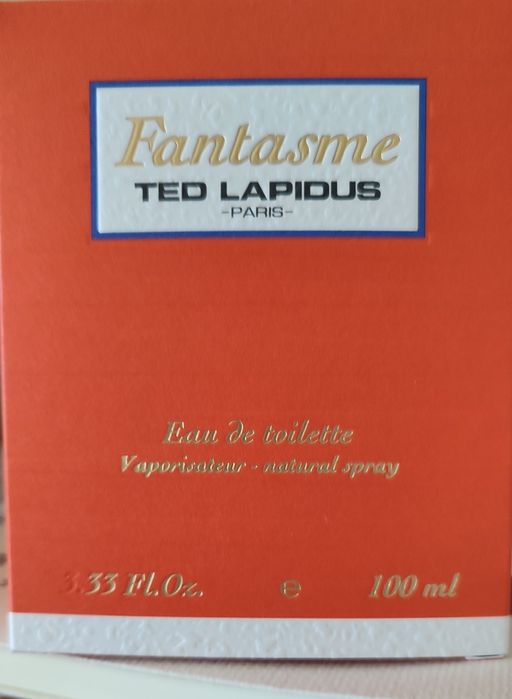 Fantasme
TED LAPIDUS
-PARIS-
Eau de toilette
Vaporisateur - natural spray
3.33 Fl.Oz. e 100 ml